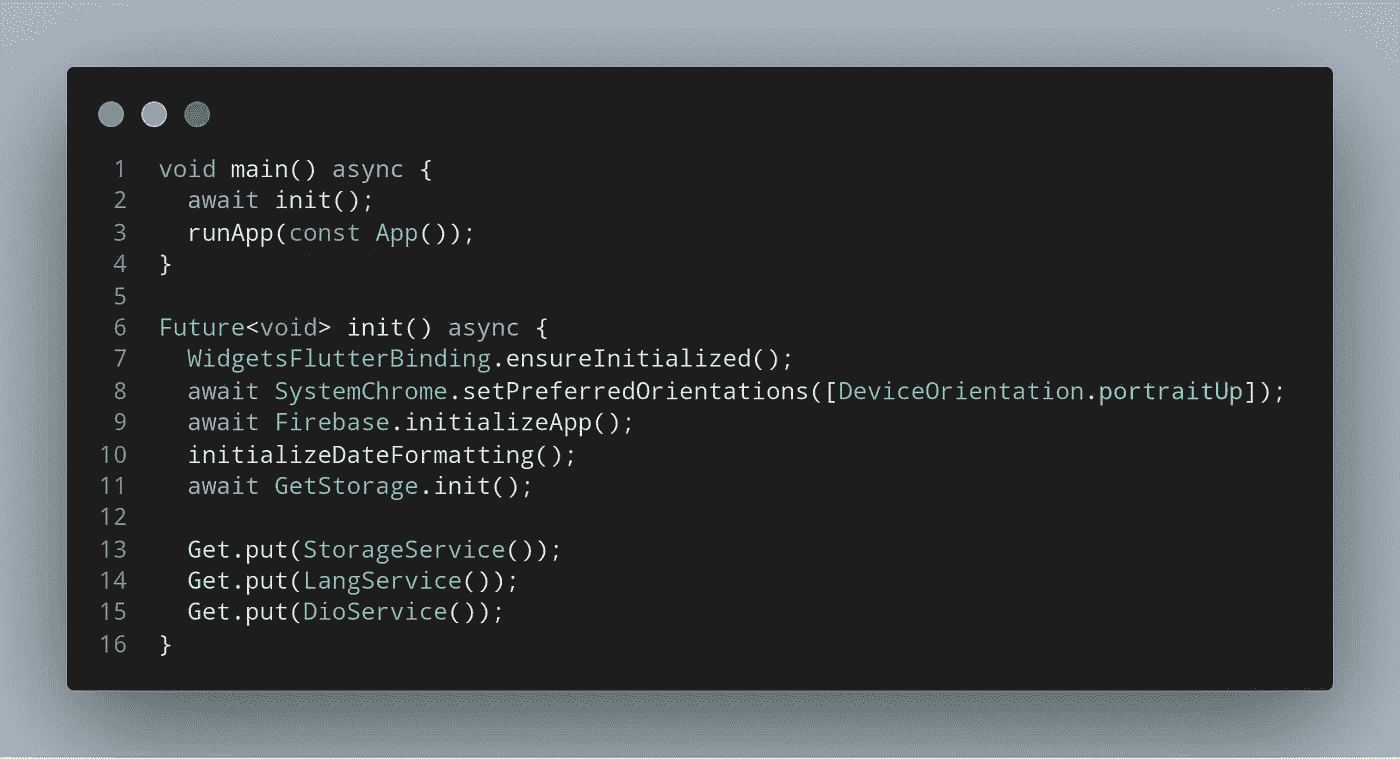 1 void main() async {
2   await init();
3   runApp(const App());
4 }
5
6 Future<void> init() async {
7   WidgetsFlutterBinding.ensureInitialized();
8   await SystemChrome.setPreferredOrientations([DeviceOrientation.portraitUp]);
9   await Firebase.initializeApp();
10   initializeDateFormatting();
11   await GetStorage.init();
12
13   Get.put(StorageService());
14   Get.put(LangService());
15   Get.put(DioService());
16 }